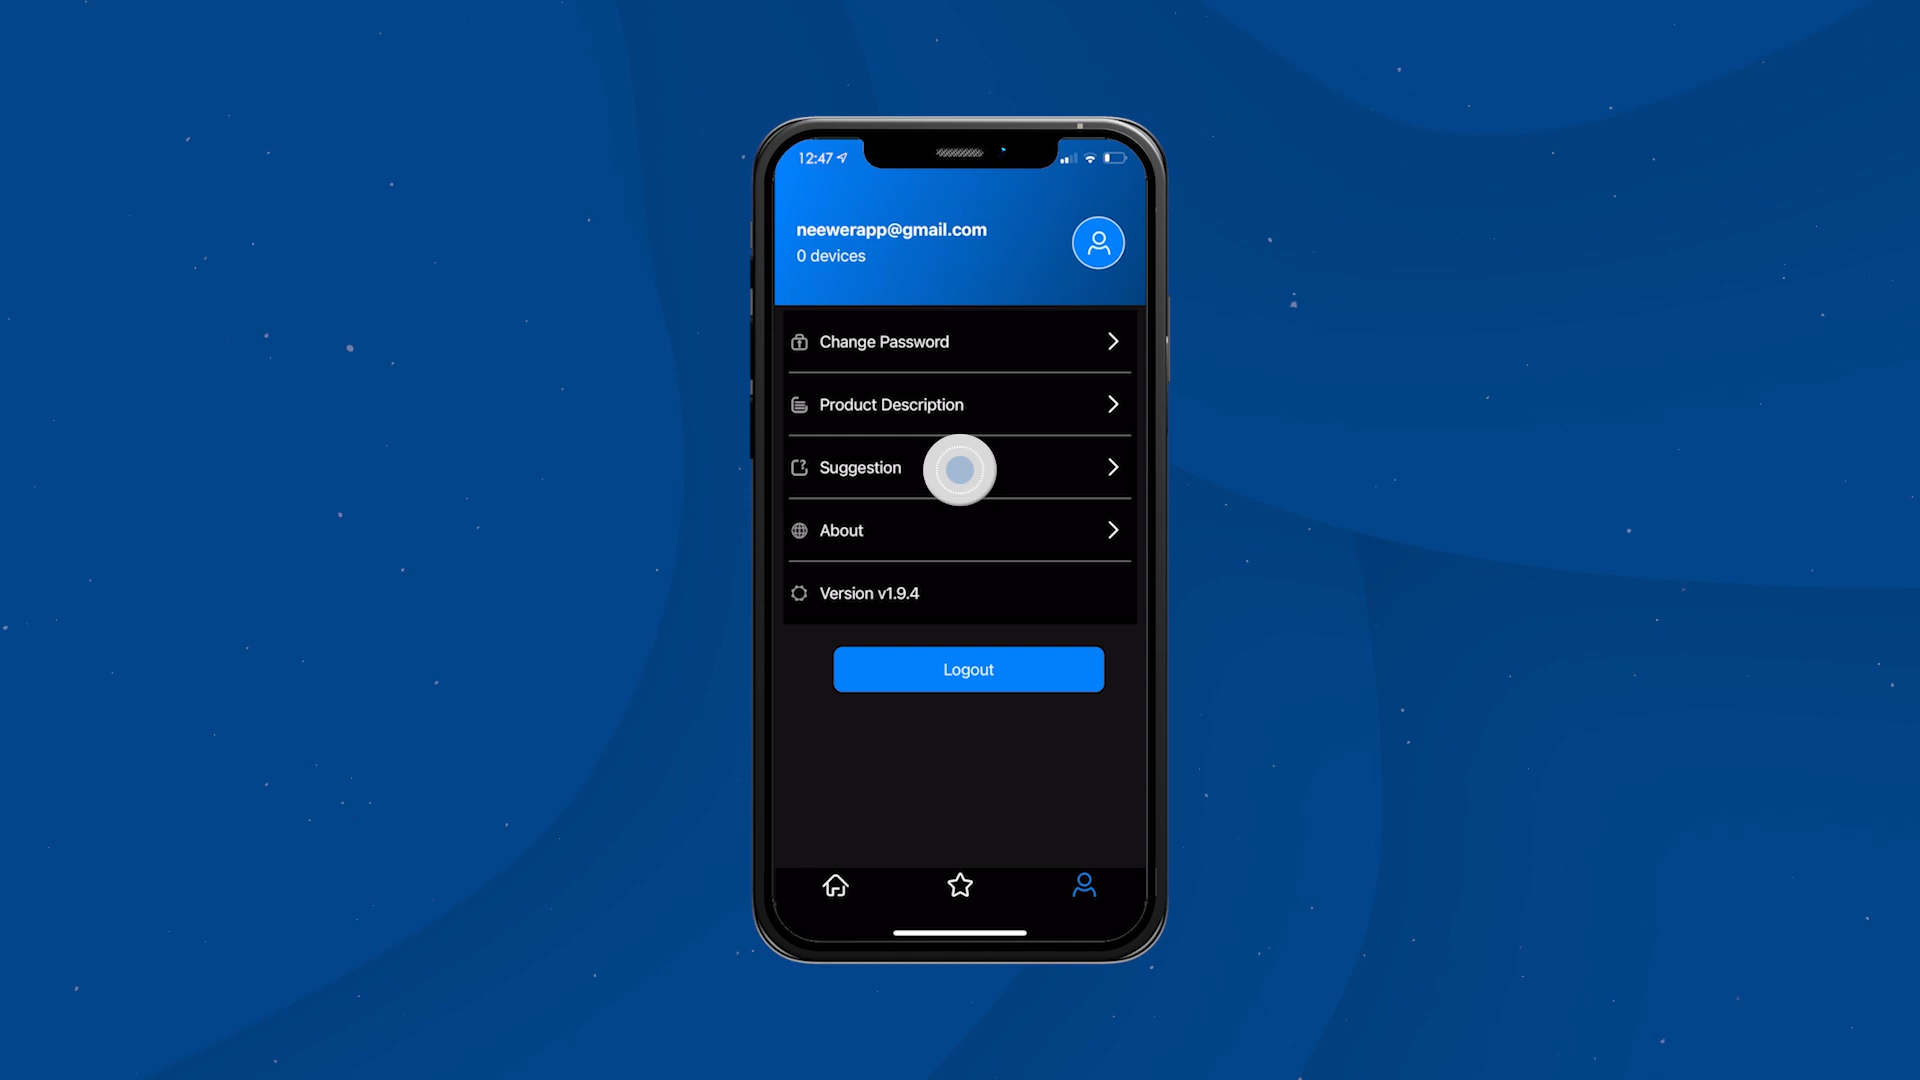 12:47
neewerapp@gmail.com
0 devices
Change Password
Product Description
Suggestion
About
Version v1.9.4
Logout